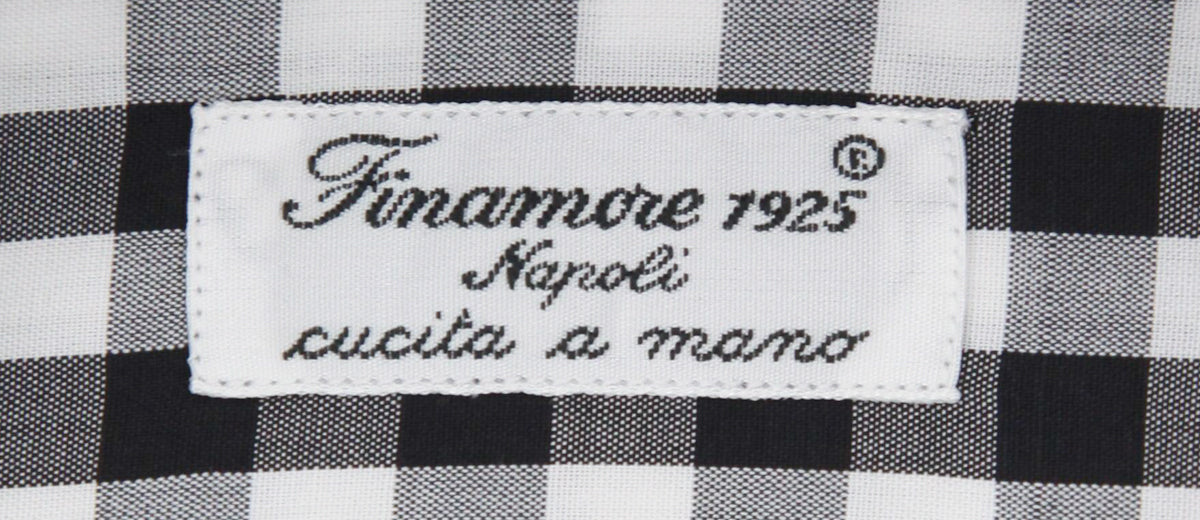 Finamore 1925®
Napoli
cucita a mano